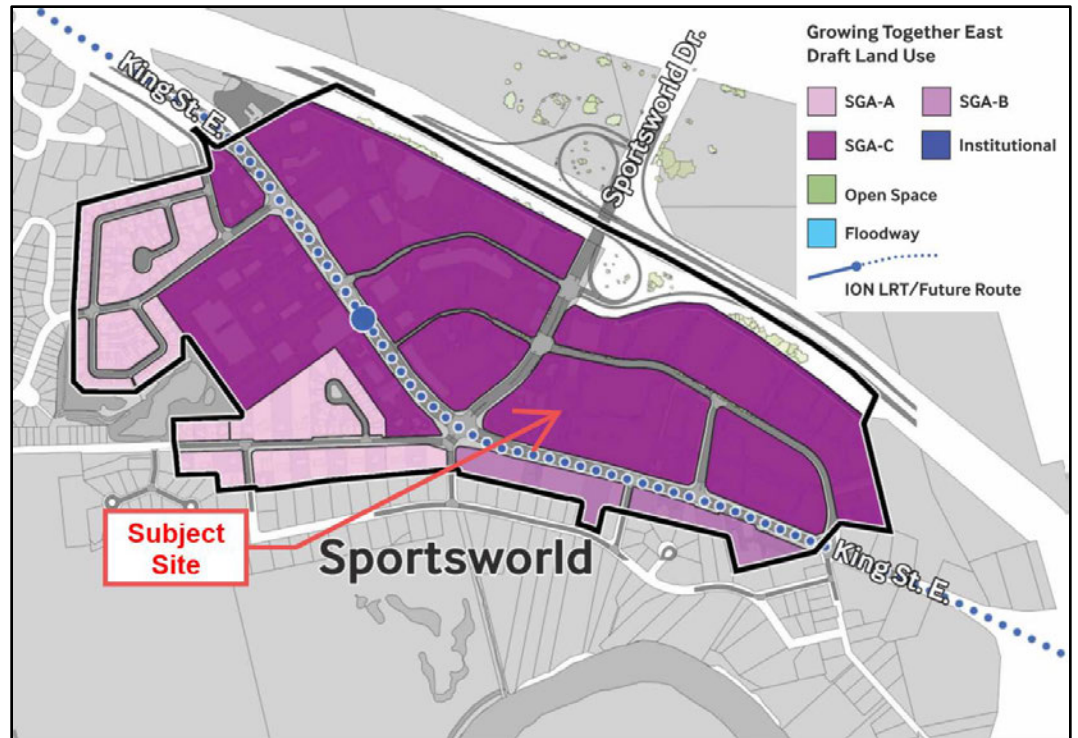 King St. E.
Sportsworld Dr.
Growing Together East
Draft Land Use
SGA-A
SGA-B
SGA-C
Institutional
Open Space
Floodway
ION LRT/Future Route
Subject
Site
Sportsworld
King St. E.